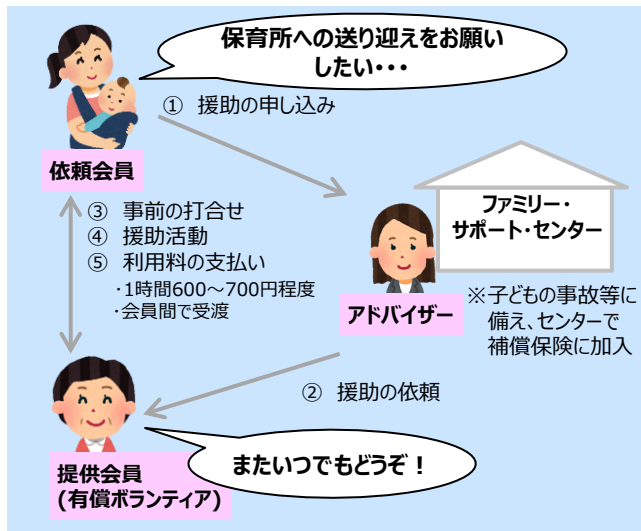 保育所への送り迎えをお願い
したい・・・
① 援助の申し込み
依頼会員
ファミリー・
サポート・センター
③ 事前の打合せ
④ 援助活動
⑤ 利用料の支払い
・1時間600～700円程度
・会員間で受渡
アドバイザー
※子どもの事故等に
備え、センターで
補償保険に加入
② 援助の依頼
またいつでもどうぞ！
提供会員
(有償ボランティア)